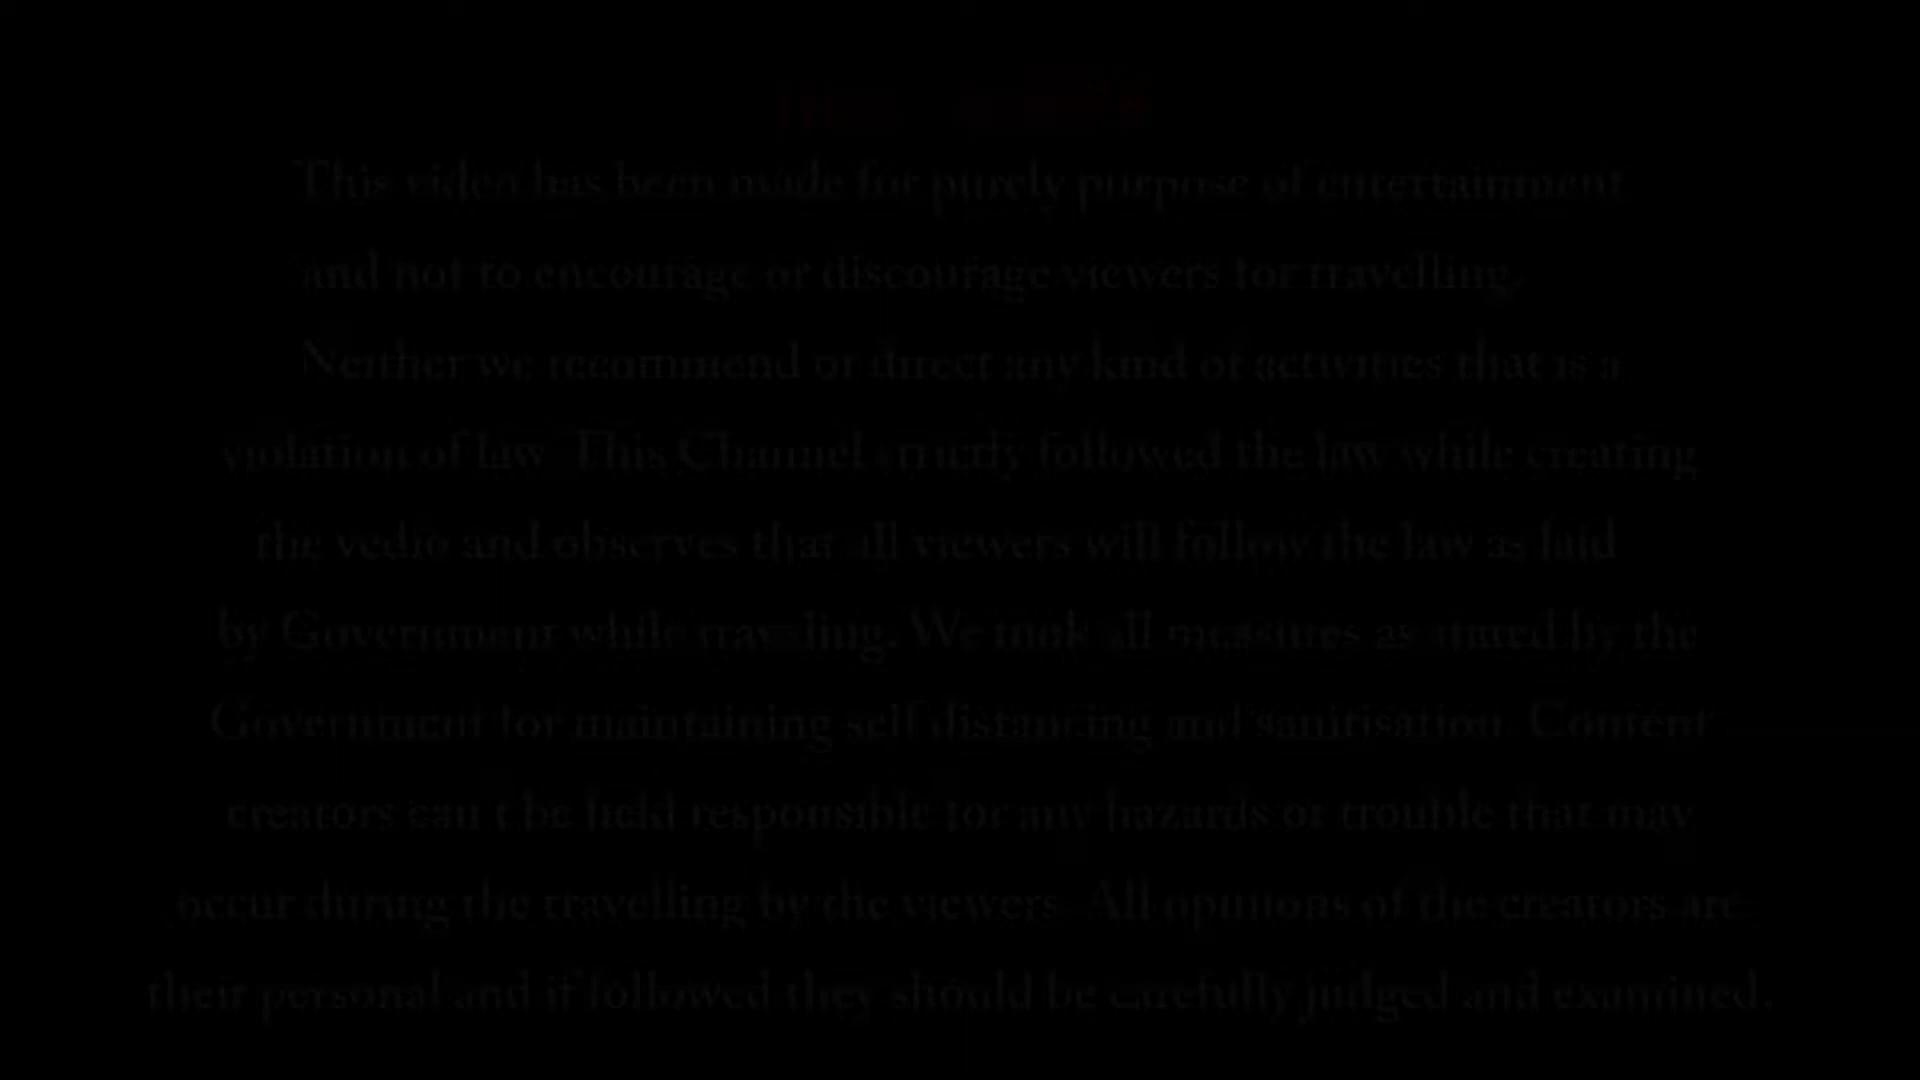 This video has been made for purely purpose of entertainment
and not to encourage or discourage viewers for travelling.
Neither we recommend or direct any kind of activities that is a
violation of law. This Channel strictly followed the law while creating
the vedio and observes that all viewers will follow the law as laid
by Government while traveling. We took all measures as stated by the
Government for maintaining self distancing and sanitisation. Content
creators can't be held responsible for any hazards or trouble that may
occur during the travelling by the viewers. All opinions of the creators are
their personal and if followed they should be carefully judged and examined.